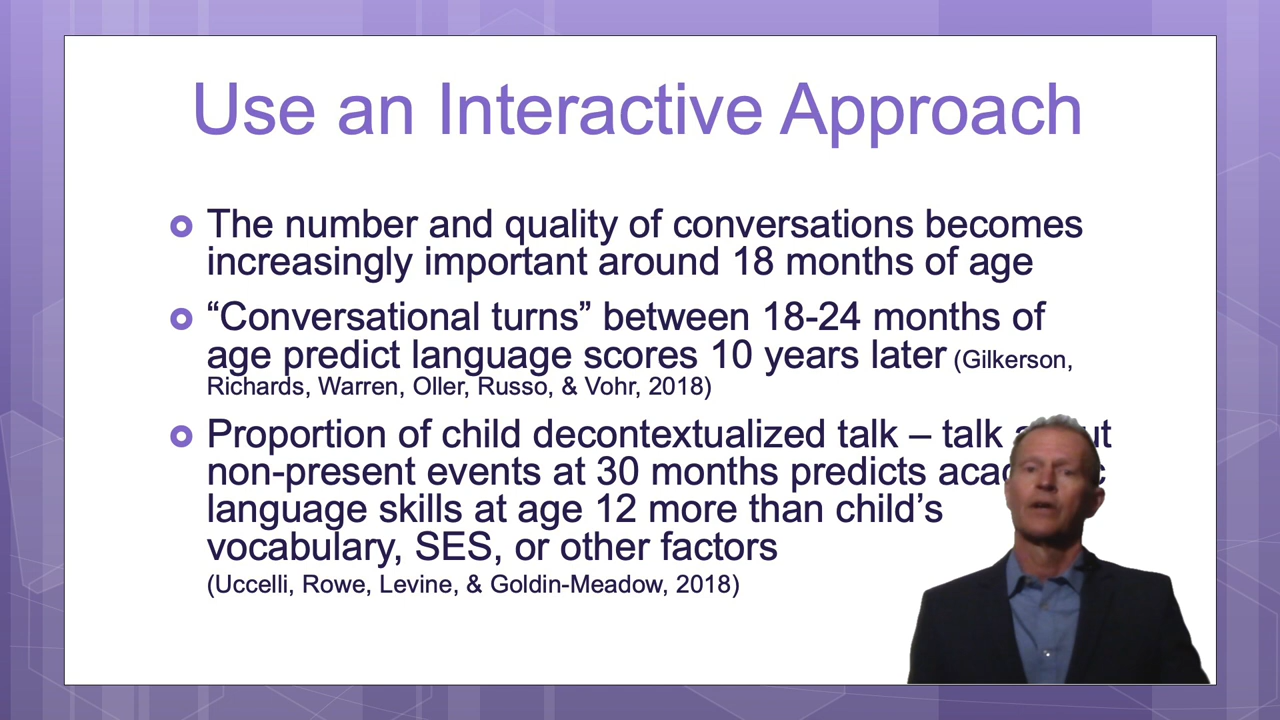 Use an Interactive Approach
The number and quality of conversations becomes
increasingly important around 18 months of age
“Conversational turns” between 18-24 months of
age predict language scores 10 years later (Gilkerson,
Richards, Warren, Oller, Russo, & Vohr, 2018)
Proportion of child decontextualized talk – talk
non-present events at 30 months predicts
language skills at age 12 more than child’s
vocabulary, SES, or other factors
(Uccelli, Rowe, Levine, & Goldin-Meadow, 2018)